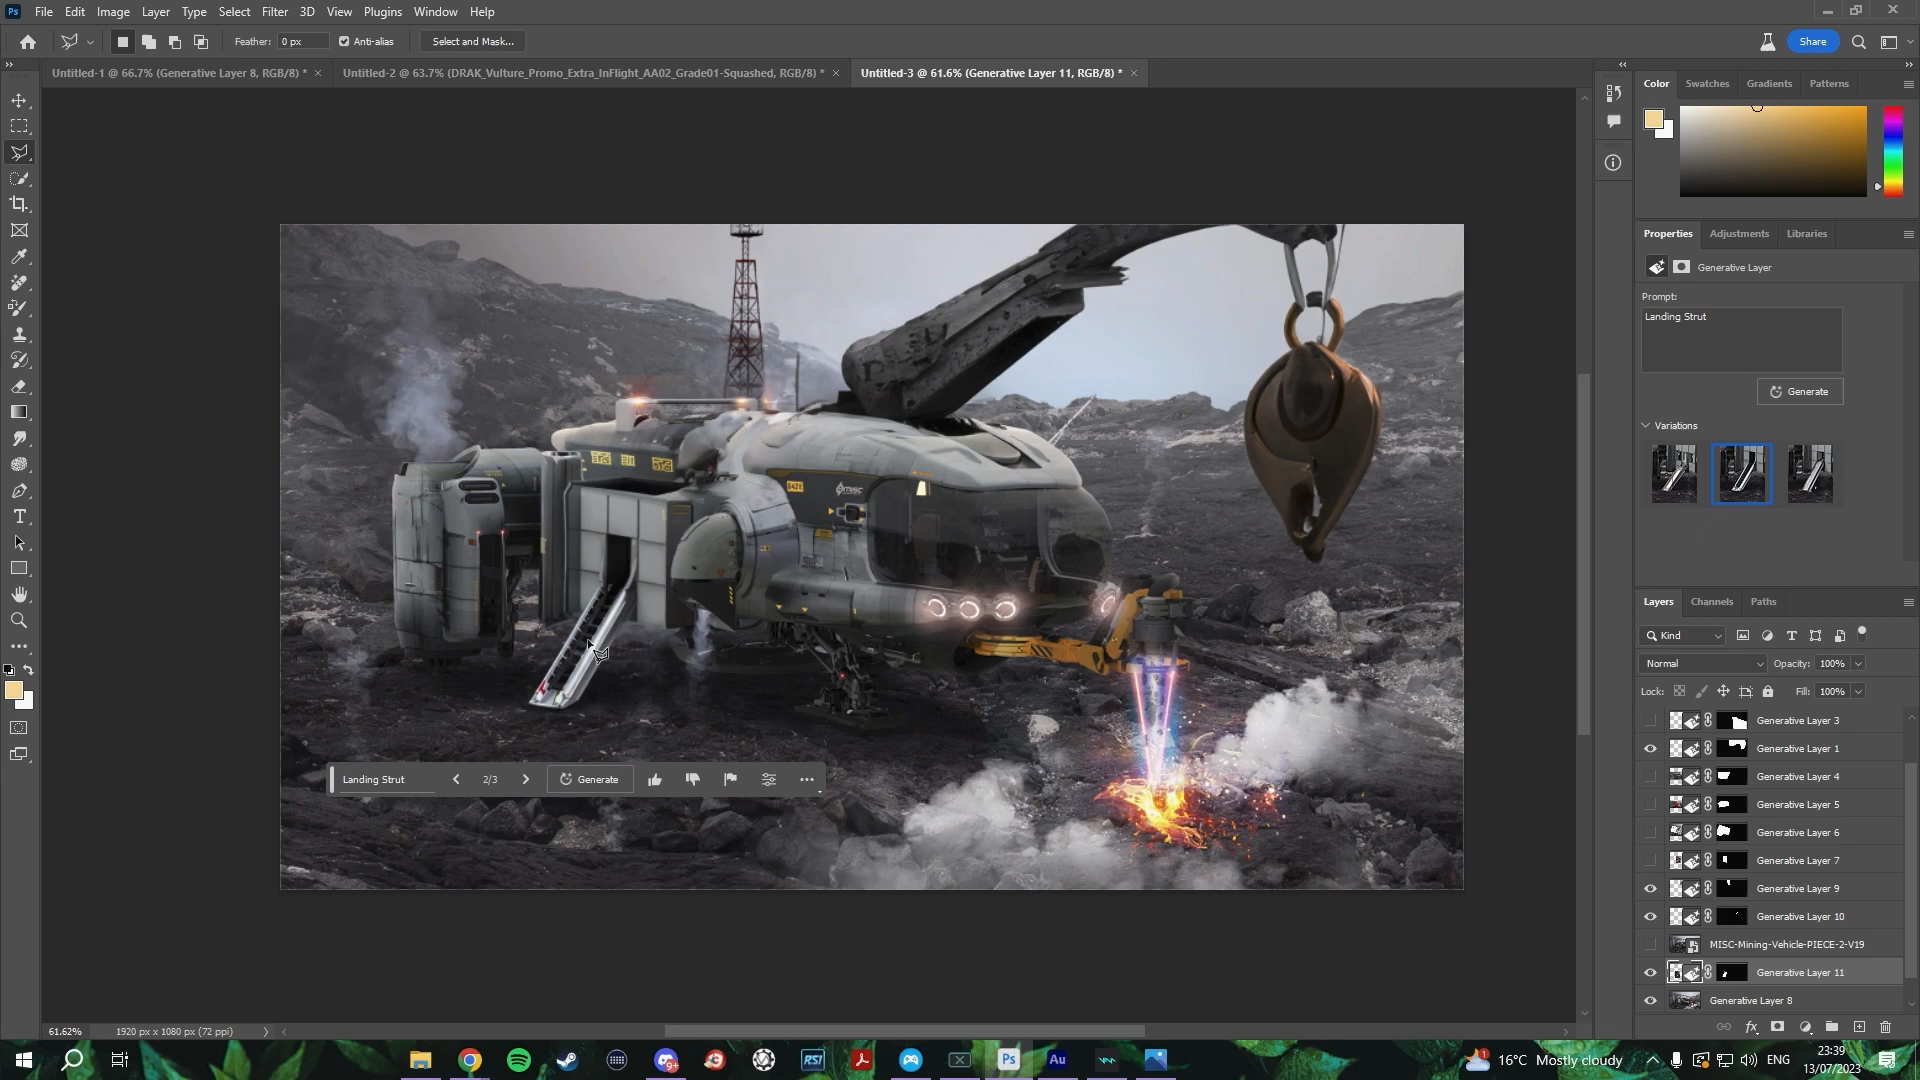 File Edit Image Layer Type Select Filter 3D View Plugins Window Help
Feather: 0 px Anti-alias Select and Mask... Share
Untitled-1 @ 66.7% (Generative Layer 8, RGB/8) * Untitled-2 @ 63.7% (DRAK_Vulture_Promo_Extra_InFlight_AA02_Grade01-Squashed, RGB/8) * Untitled-3 @ 61.6% (Generative Layer 11, RGB/8) *
Color Swatches Gradients Patterns
Properties Adjustments Libraries
Generative Layer
Prompt:
Landing Strut
Generate
Variations
MISC
Landing Strut 2/3 Generate
Layers Channels Paths
Kind
Normal Opacity: 100%
Lock: Fill: 100%
Generative Layer 3
Generative Layer 1
Generative Layer 4
Generative Layer 5
Generative Layer 6
Generative Layer 7
Generative Layer 9
Generative Layer 10
MISC-Mining-Vehicle-PIECE-2-V19
Generative Layer 11
Generative Layer 8
61.62% 1920 px x 1080 px (72 ppi)
RSI Ps Au
16°C Mostly cloudy ENG
23:39
13/07/2023